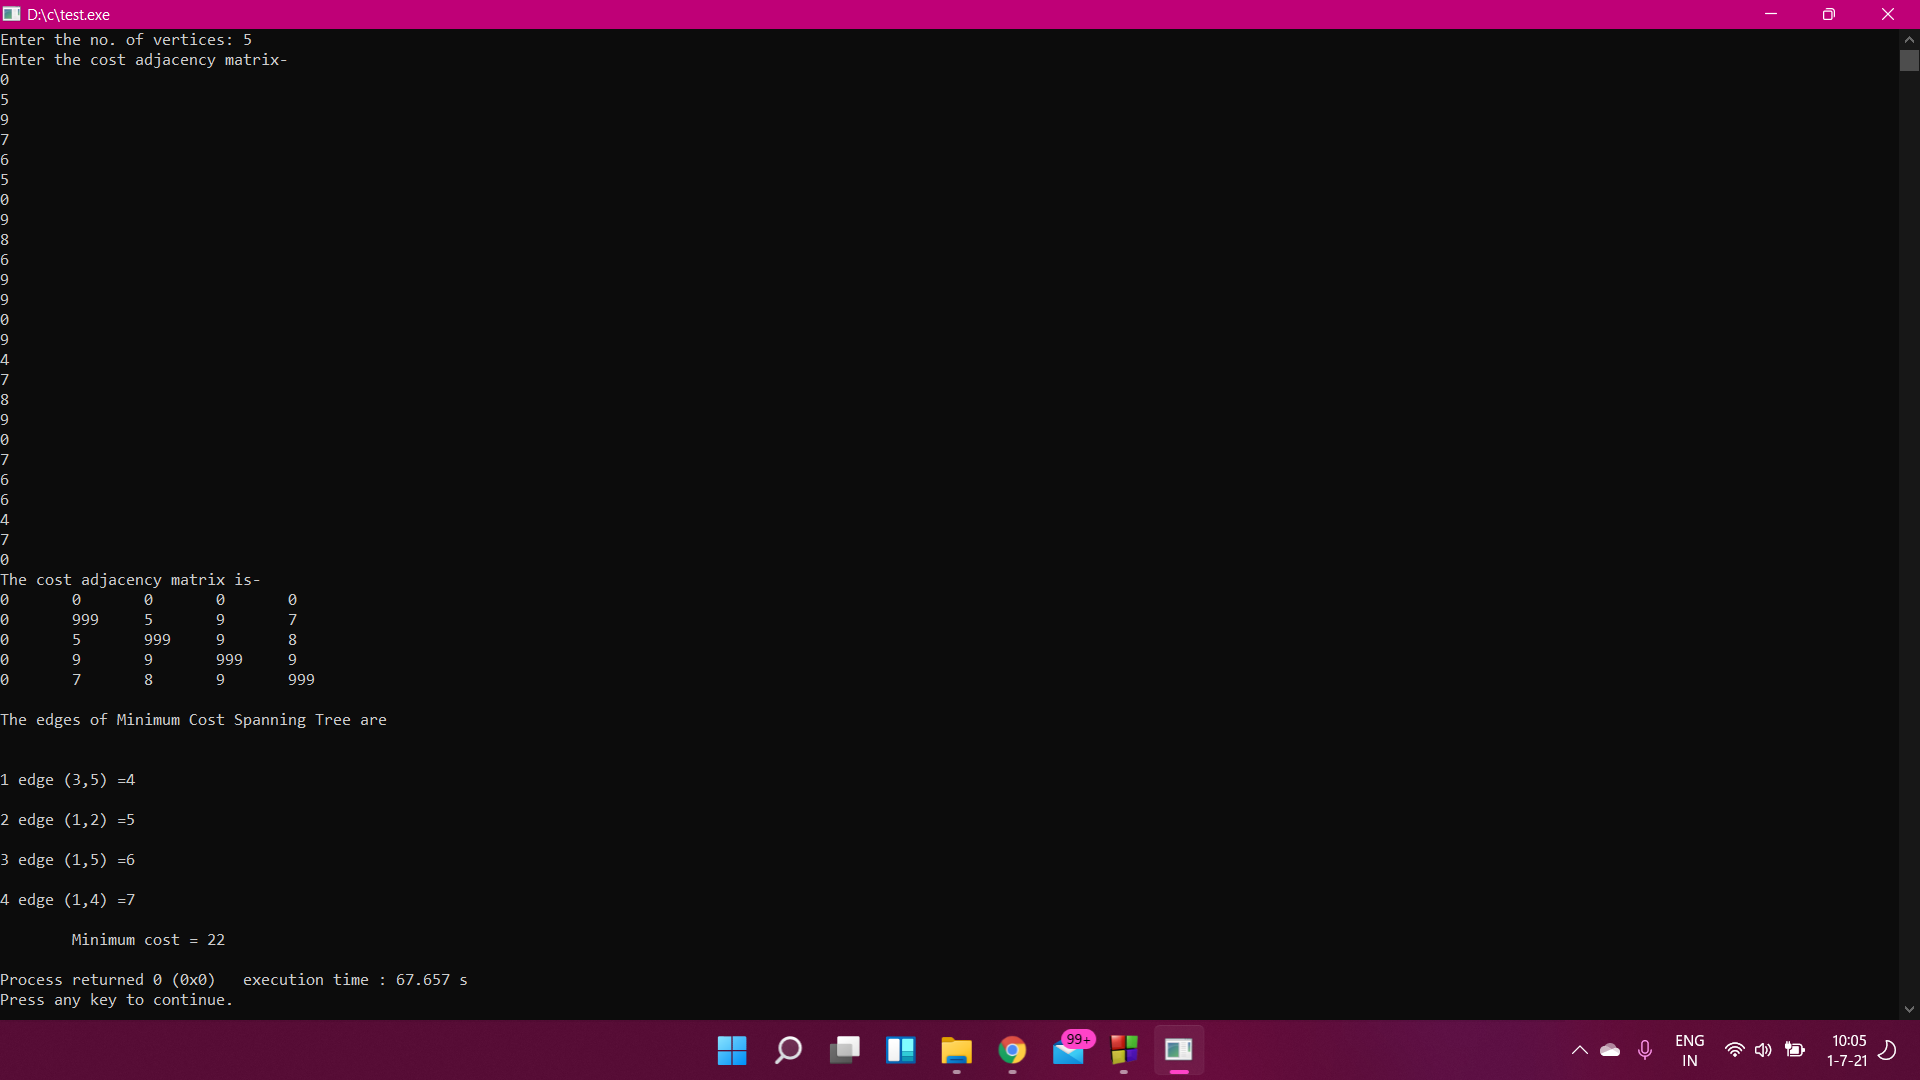 D:\c\test.exe
Enter the no. of vertices: 5
Enter the cost adjacency matrix-
0
5
9
7
6
5
0
9
8
6
9
9
0
9
4
7
8
9
0
7
6
6
4
7
0
The cost adjacency matrix is-
0 0 0 0 0
0 999 5 9 7
0 5 999 9 8
0 9 9 999 9
0 7 8 9 999
The edges of Minimum Cost Spanning Tree are
1 edge (3,5) =4
2 edge (1,2) =5
3 edge (1,5) =6
4 edge (1,4) =7
Minimum cost = 22
Process returned 0 (0x0) execution time : 67.657 s
Press any key to continue.
99+
ENG
IN
10:05
1-7-21